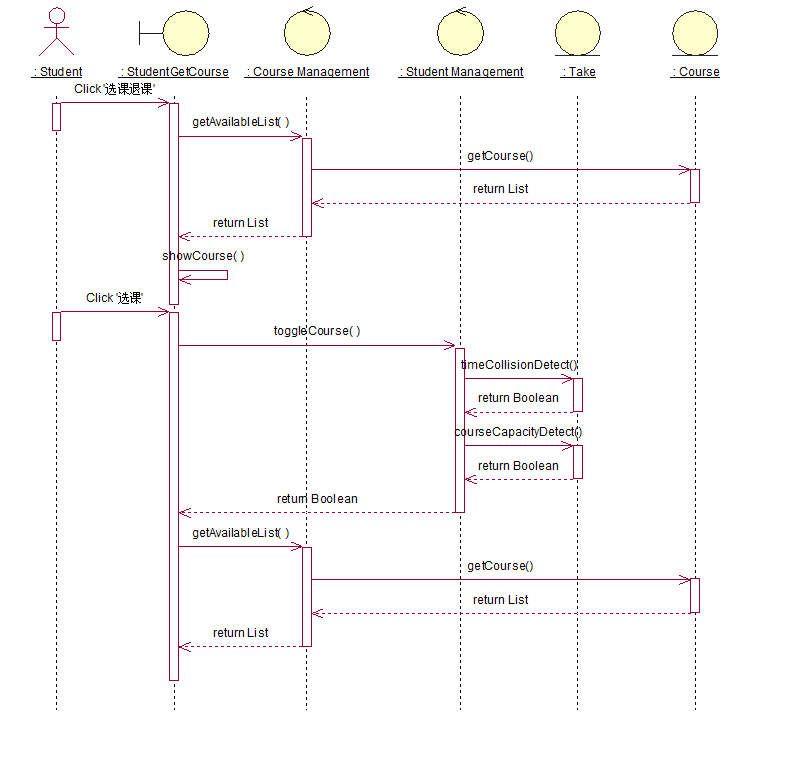 : Student
: StudentGetCourse
: Course Management
: Student Management
: Take
: Course
Click '选课退课'
getAvailableList( )
getCourse()
return List
return List
showCourse( )
Click '选课'
toggleCourse( )
timeCollisionDetect()
return Boolean
courseCapacityDetect()
return Boolean
return Boolean
getAvailableList( )
getCourse()
return List
return List